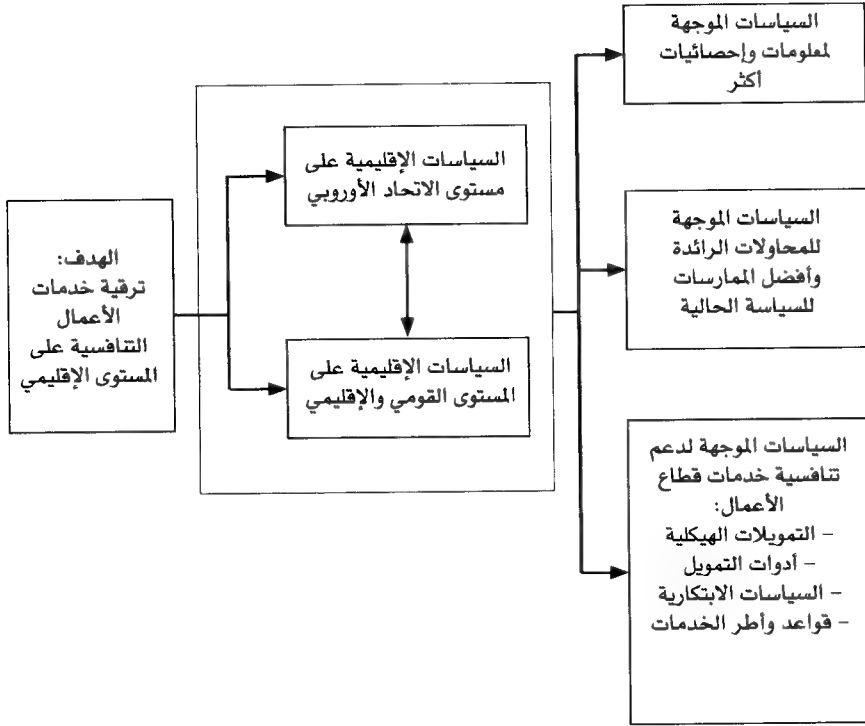 السياسات الموجهة
لمعلومات وإحصائيات
أكثر
السياسات الإقليمية على
مستوى الاتحاد الأوروبي
الهدف:
ترقية خدمات
الأعمال
التنافسية على
المستوى الإقليمي
السياسات الموجهة
للمحاولات الرائدة
وأفضل الممارسات
للسياسة الحالية
السياسات الإقليمية على
المستوى القومي والإقليمي
السياسات الموجهة لدعم
تنافسية خدمات قطاع
الأعمال:
– التمويلات الهيكلية
– أدوات التمويل
– السياسات الابتكارية
– قواعد وأطر الخدمات